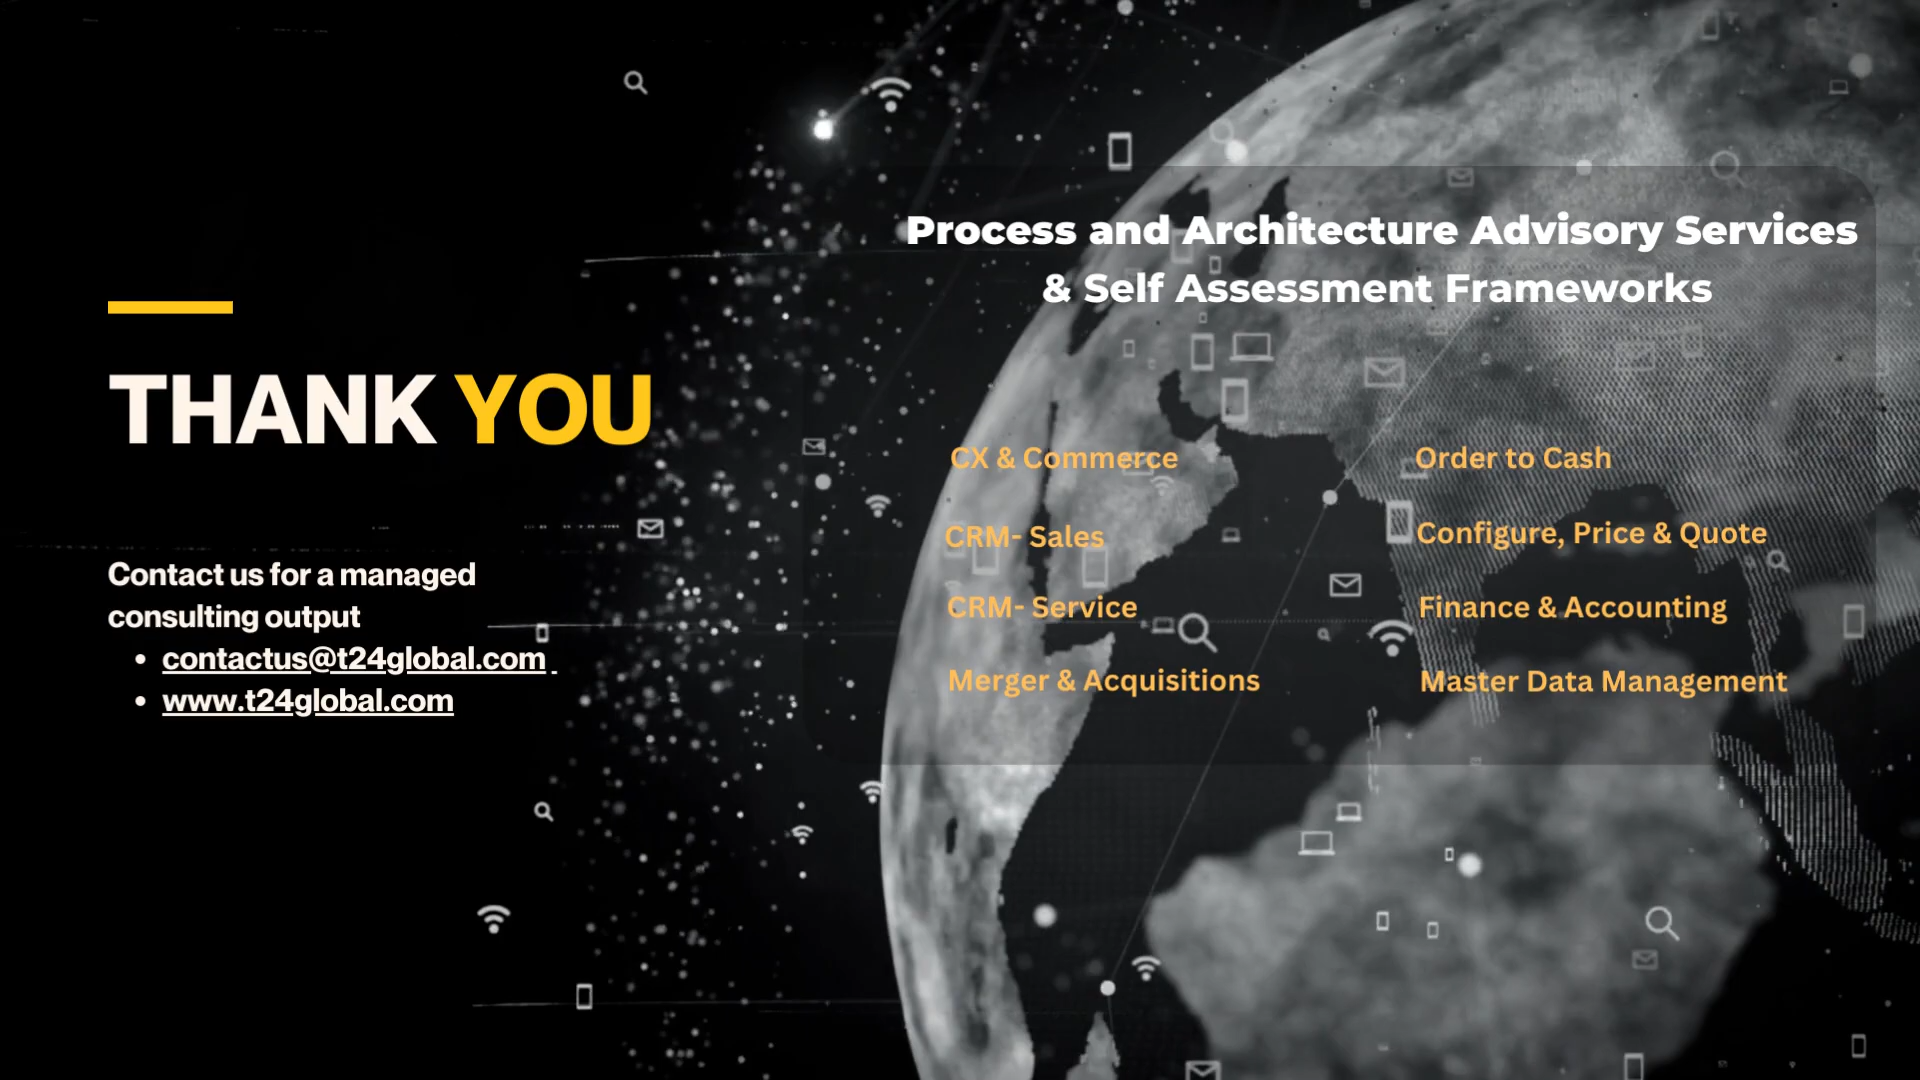 THANK YOU
Contact us for a managed
consulting output
contactus@t24global.com
www.t24global.com
Process and Architecture Advisory Services
& Self Assessment Frameworks
CX & Commerce
CRM- Sales
CRM- Service
Merger & Acquisitions
Order to Cash
Configure, Price & Quote
Finance & Accounting
Master Data Management